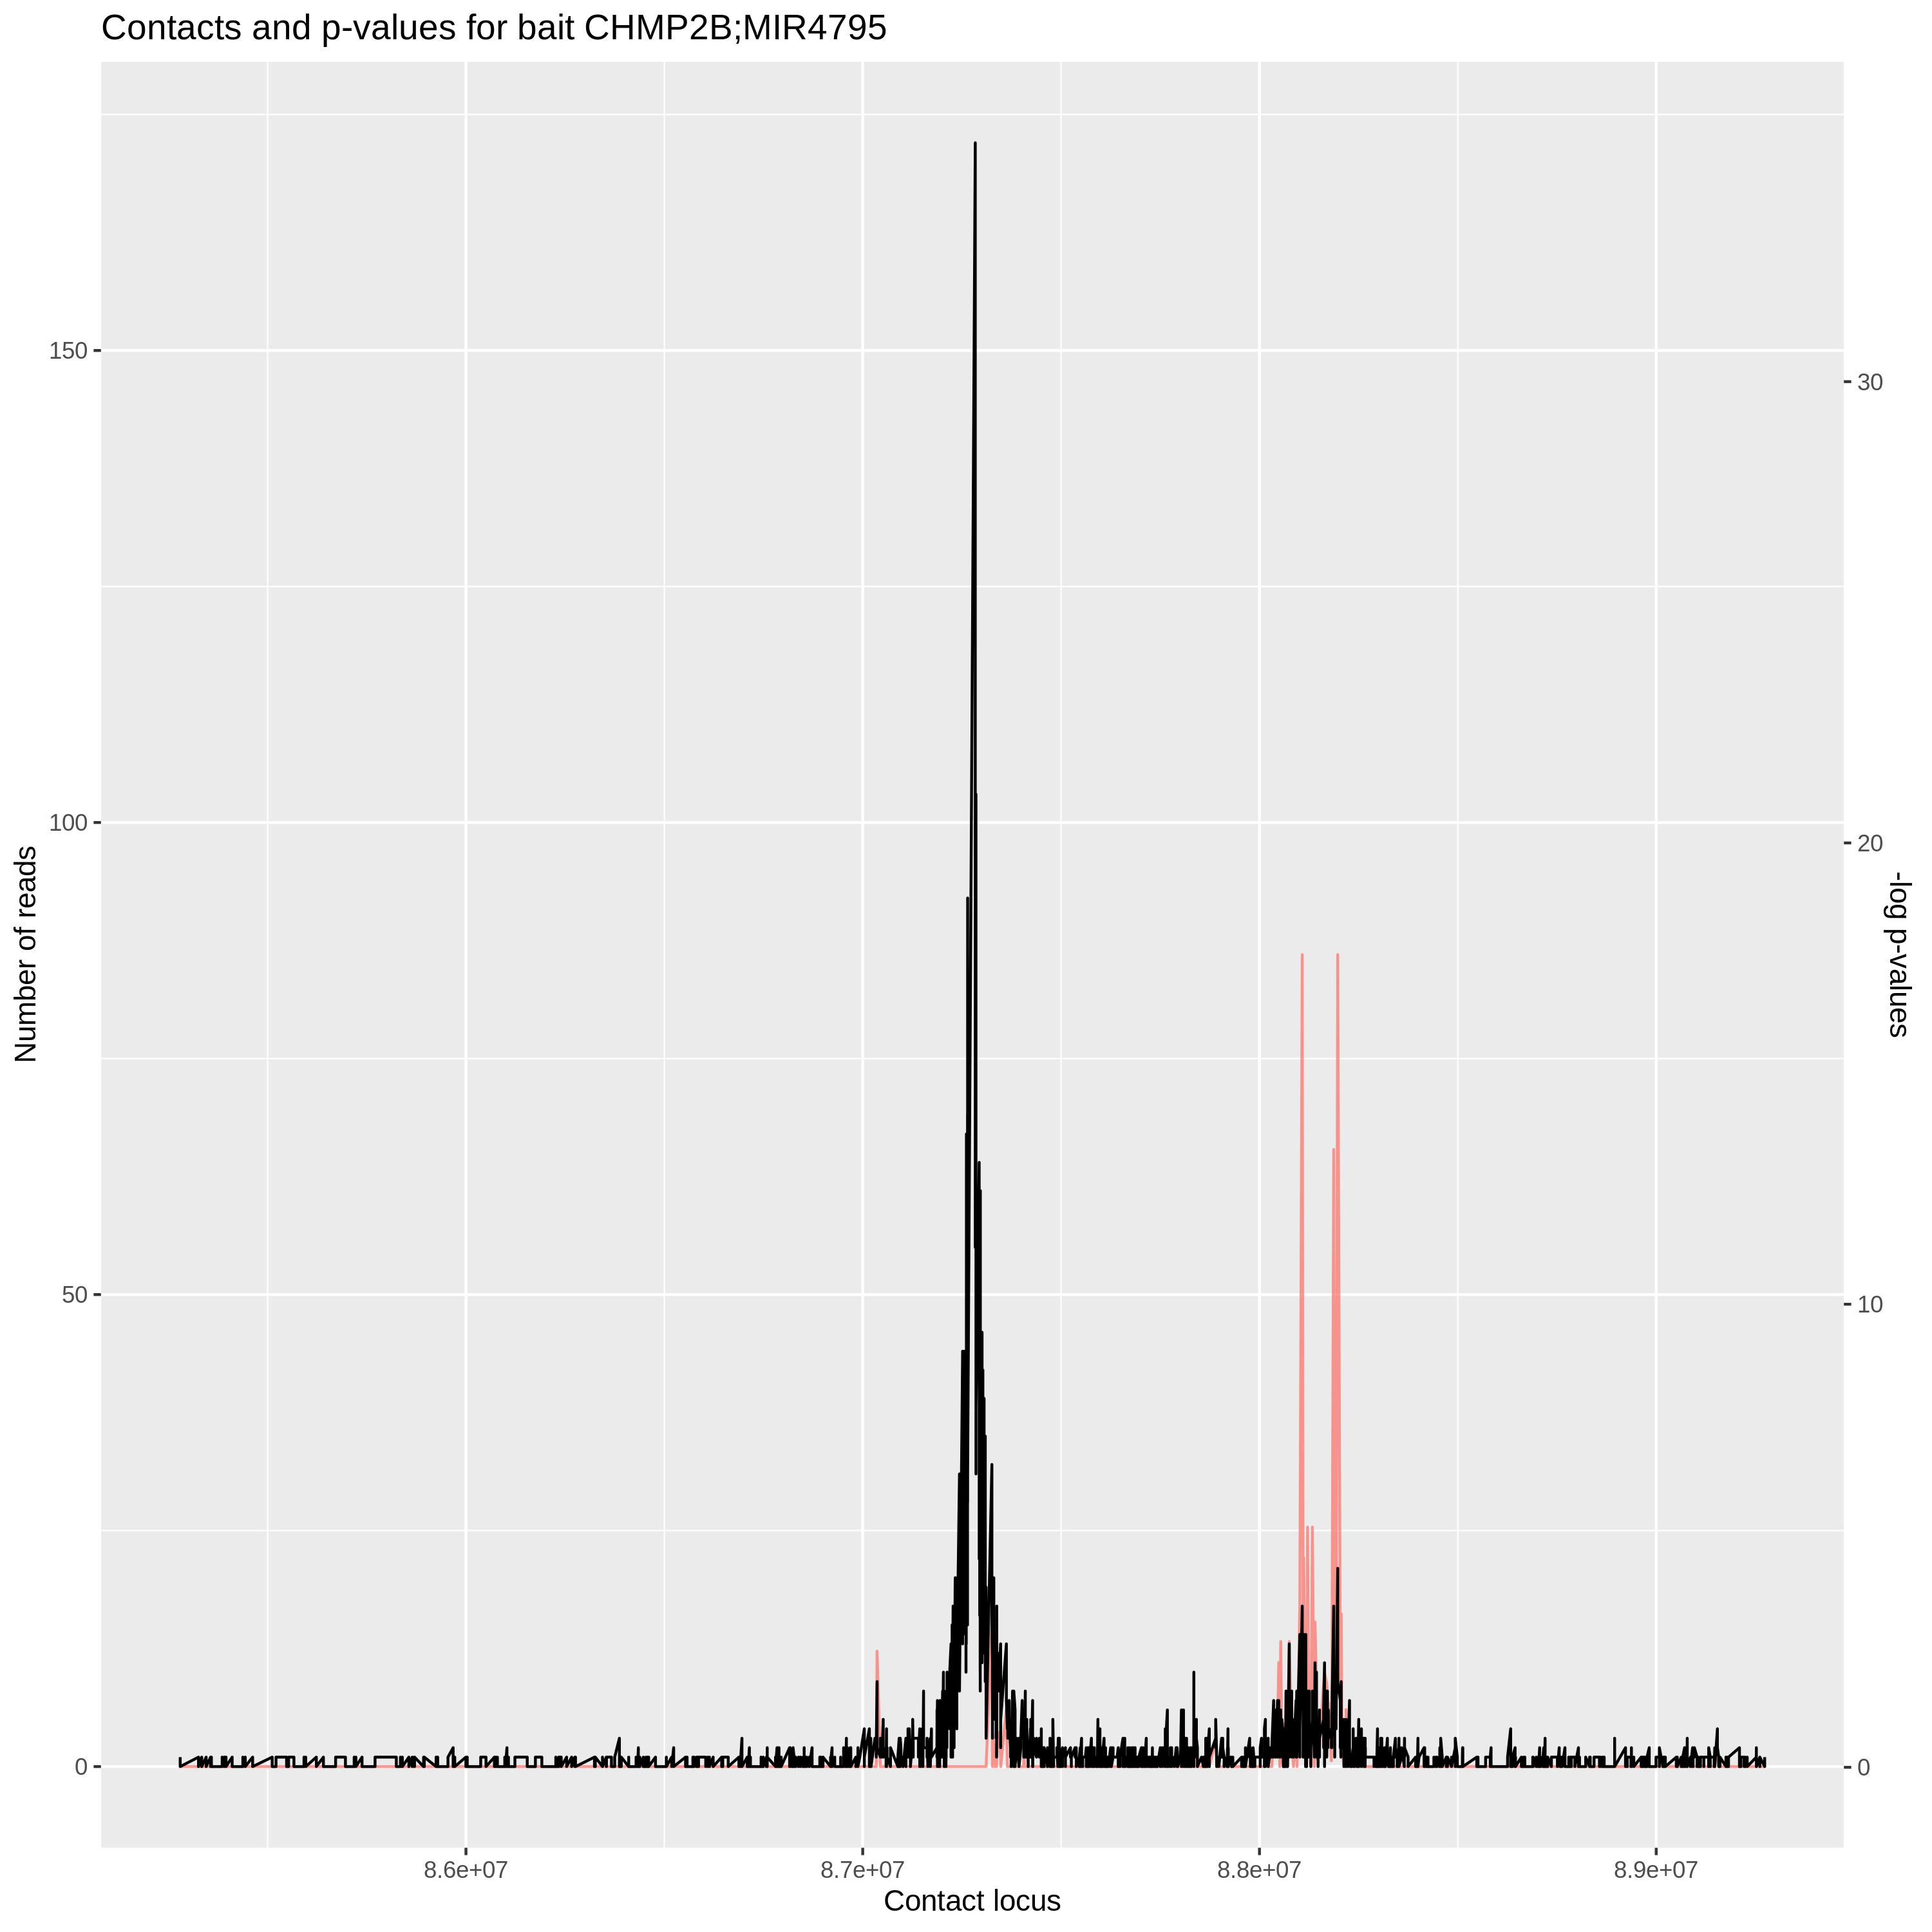 Contacts and p-values for bait CHMP2B;MIR4795
150
100
50
0
Number of reads
30
20
10
0
-log p-values
8.6e+07
8.7e+07
8.8e+07
8.9e+07
Contact locus